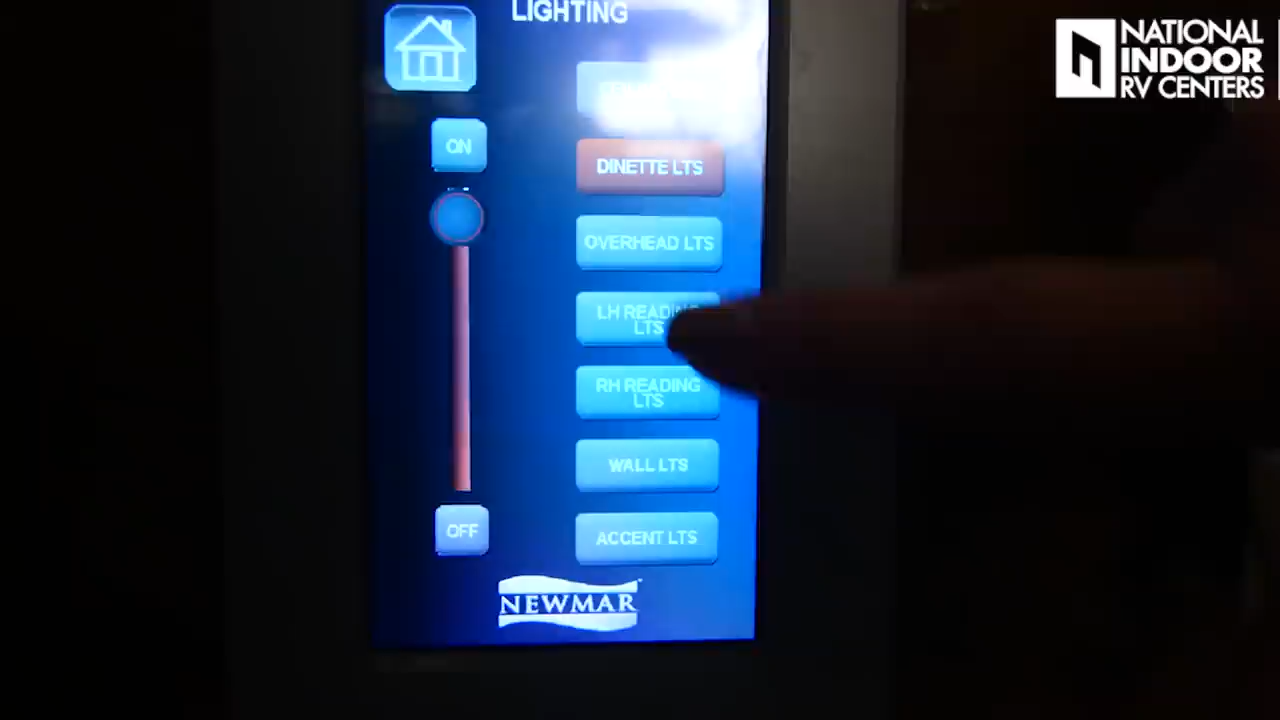 LIGHTING
NATIONAL
INDOOR
RV CENTERS
ON
DINETTE LTS
OVERHEAD LTS
LH READING
LTS
RH READING
LTS
WALL LTS
OFF
ACCENT LTS
NEWMAR